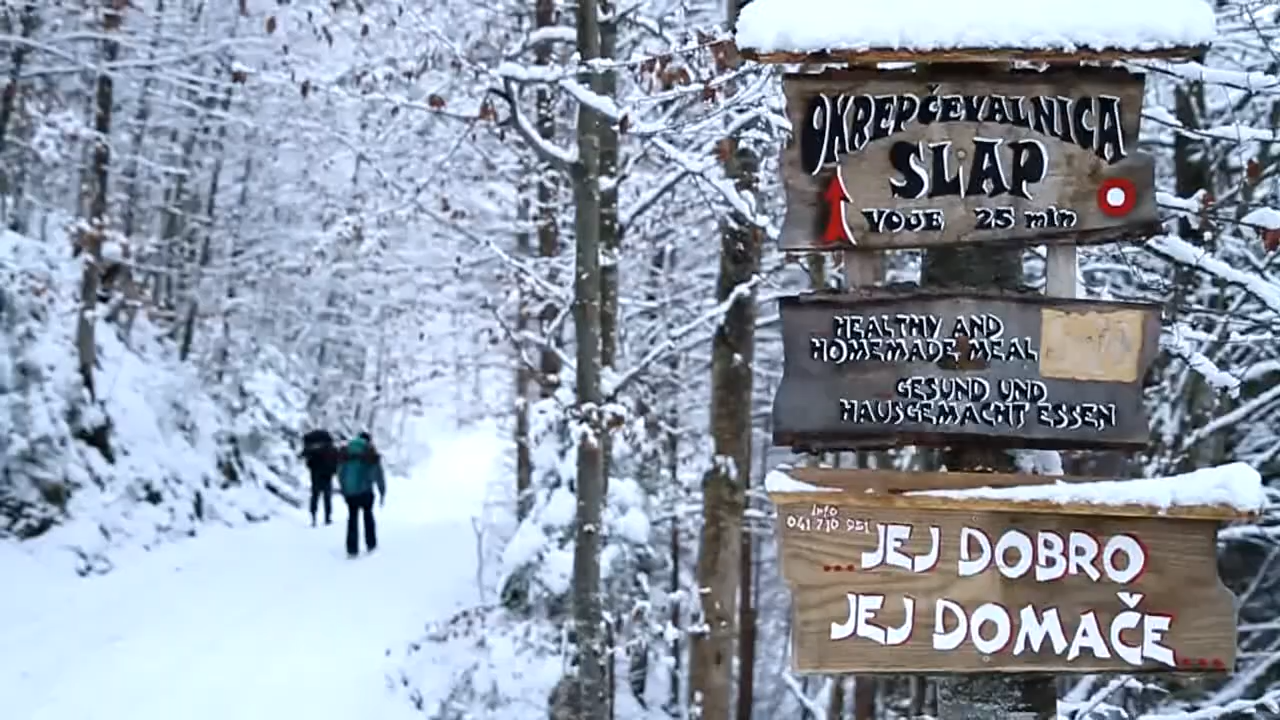 OKREPČEVALNICA
SLAP
VOJE 25 min
HEALTHY AND
HOMEMADE MEAL
GESUND UND
HAUSGEMACHT ESSEN
Info
041 710 951
...JEJ DOBRO
JEJ DOMAČE...